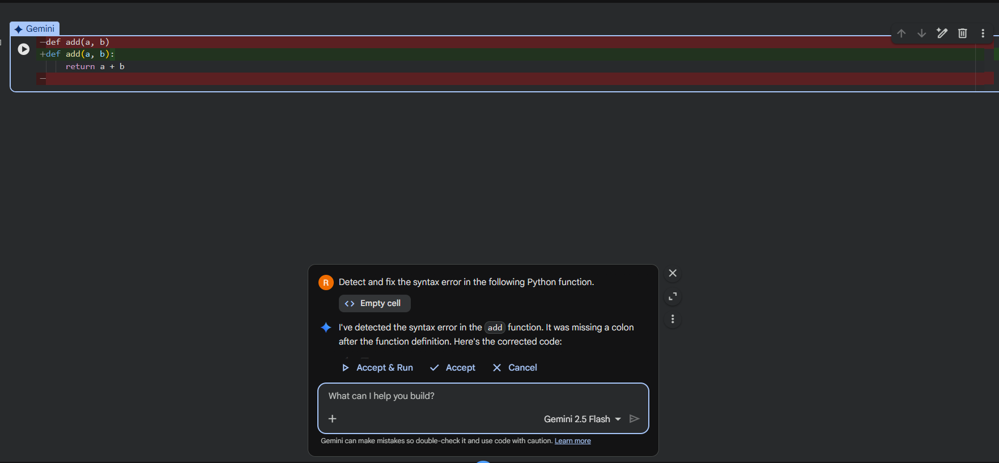 Gemini
−def add(a, b)
+def add(a, b):
return a + b
−
R
Detect and fix the syntax error in the following Python function.
<> Empty cell
I've detected the syntax error in the add function. It was missing a colon
after the function definition. Here's the corrected code:
Accept & Run Accept Cancel
What can I help you build?
+ Gemini 2.5 Flash
Gemini can make mistakes so double-check it and use code with caution. Learn more